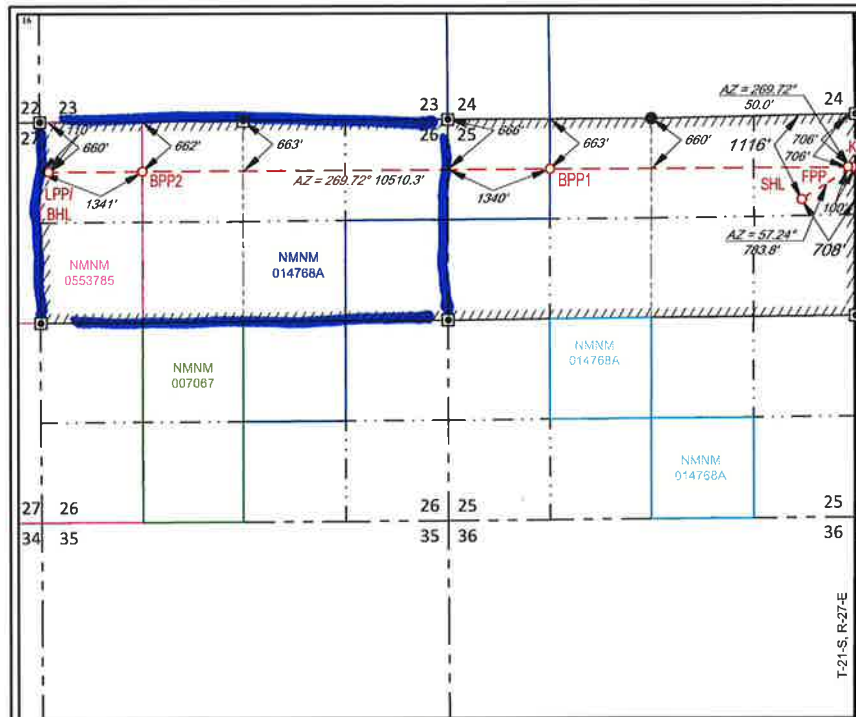 16
AZ = 269.72°
50.0'
22 23
23 24
24
27
26 25
110'
660'
662'
663'
666'
663'
660'
1116'
706'
706'
K
LPP/
BHL
BPP2
AZ = 269.72° 10510.3'
BPP1
SHL
FPP
100'
1341'
1340'
AZ = 57.24°
783.8'
708'
NMNM
0553785
NMNM
014768A
NMNM
007067
NMNM
014768A
NMNM
014768A
27 26
26 25
25
34 35
35 36
36
T-21-S, R-27-E